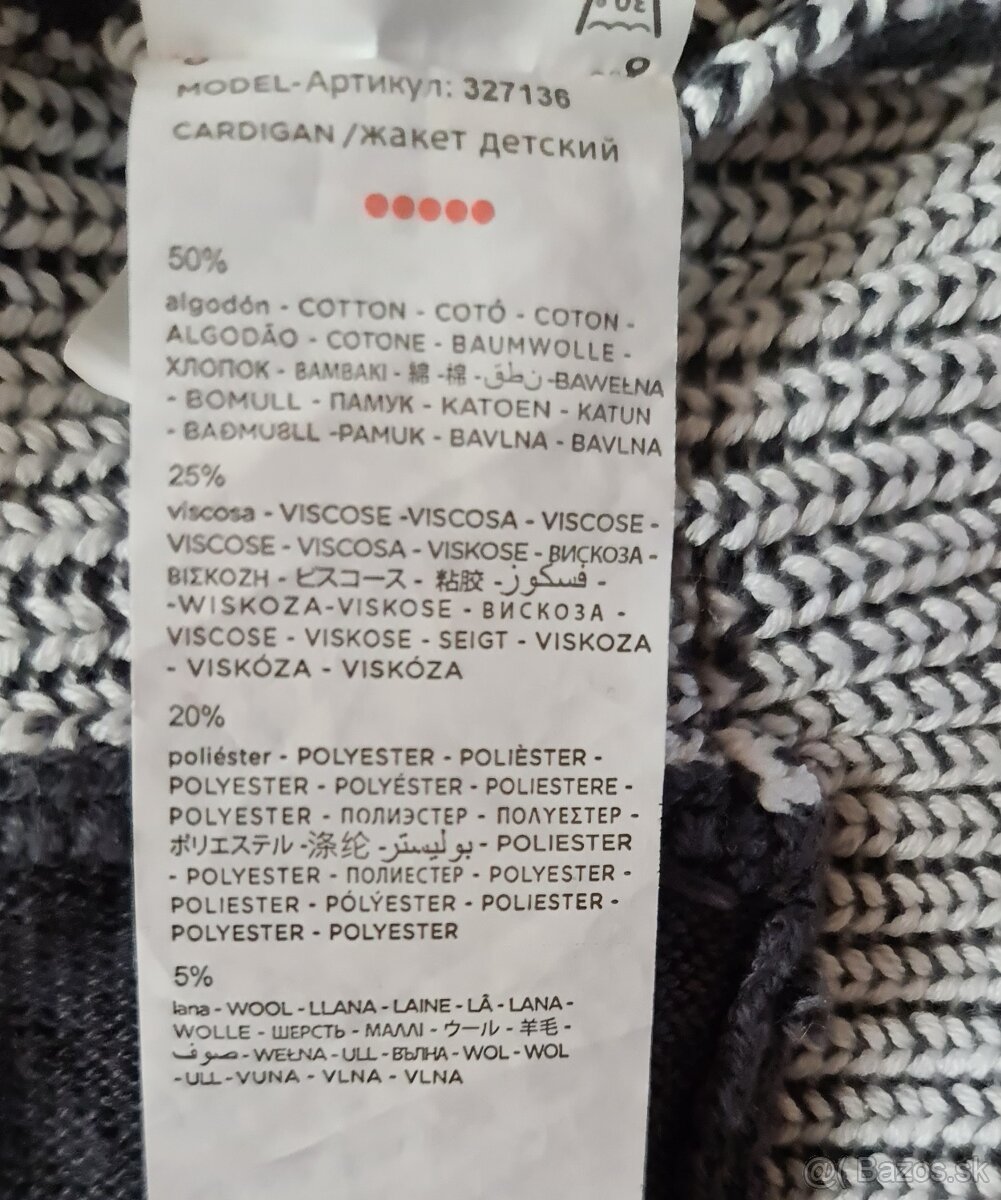 30°
MODEL-Артикул: 327136
CARDIGAN /жакет детский
50%
algodón - COTTON - COTÓ - COTON -
ALGODÃO - COTONE - BAUMWOLLE -
ХЛОПОК - BAMBAKI - 綿 -棉 - نطق -BAWEŁNA
- BOMULL - ПАМУК - KATOEN - KATUN
- BAÐMU8LL -PAMUK - BAVLNA - BAVLNA
25%
viscosa - VISCOSE -VISCOSA - VISCOSE -
VISCOSE - VISCOSA - VISKOSE - ВИСКОЗА -
ΒΙΣΚΟΖΗ - ビスコース - 粘胶 - فسكوز -
-WISKOZA-VISKOSE - ВИСКОЗА -
VISCOSE - VISKOSE - SEIGT - VISKOZA
- VISKÓZA - VISKÓZA
20%
poliéster - POLYESTER - POLIÈSTER -
POLYESTER - POLYÉSTER - POLIESTERE -
POLYESTER - ПОЛИЭСТЕР - ΠΟΛΥΕΣΤΕΡ -
ポリエステル -涤纶 -بوليستر - POLIESTER
- POLYESTER - ПОЛИЕСТЕР - POLYESTER -
POLIESTER - PÓLÝESTER - POLIESTER -
POLYESTER - POLYESTER
5%
lana - WOOL - LLANA - LAINE - LÂ - LANA -
WOLLE - ШЕРСТЬ - ΜΑΛΛΙ - ウール - 羊毛 -
صوف - WEŁNA - ULL - ВЪЛНА - WOL - WOL
- ULL - VUNA - VLNA - VLNA
Bazos.sk